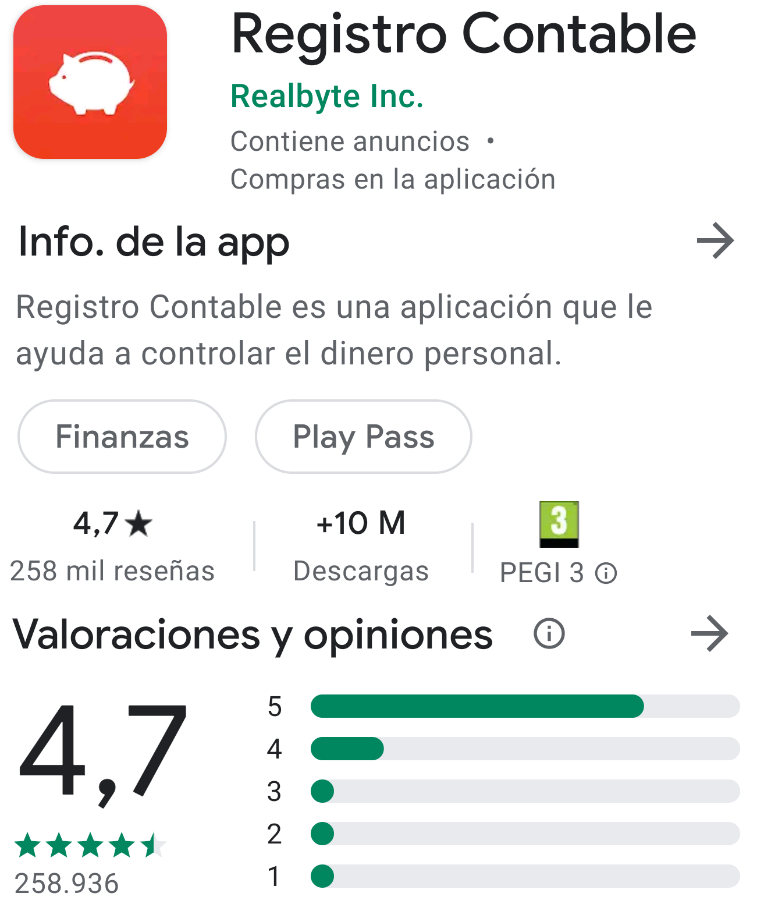 Registro Contable
Realbyte Inc.
Contiene anuncios •
Compras en la aplicación
Info. de la app
Registro Contable es una aplicación que le
ayuda a controlar el dinero personal.
Finanzas
Play Pass
4,7★
+10 M
3
258 mil reseñas
Descargas
PEGI 3
Valoraciones y opiniones
4,7
5
4
3
2
1
258.936